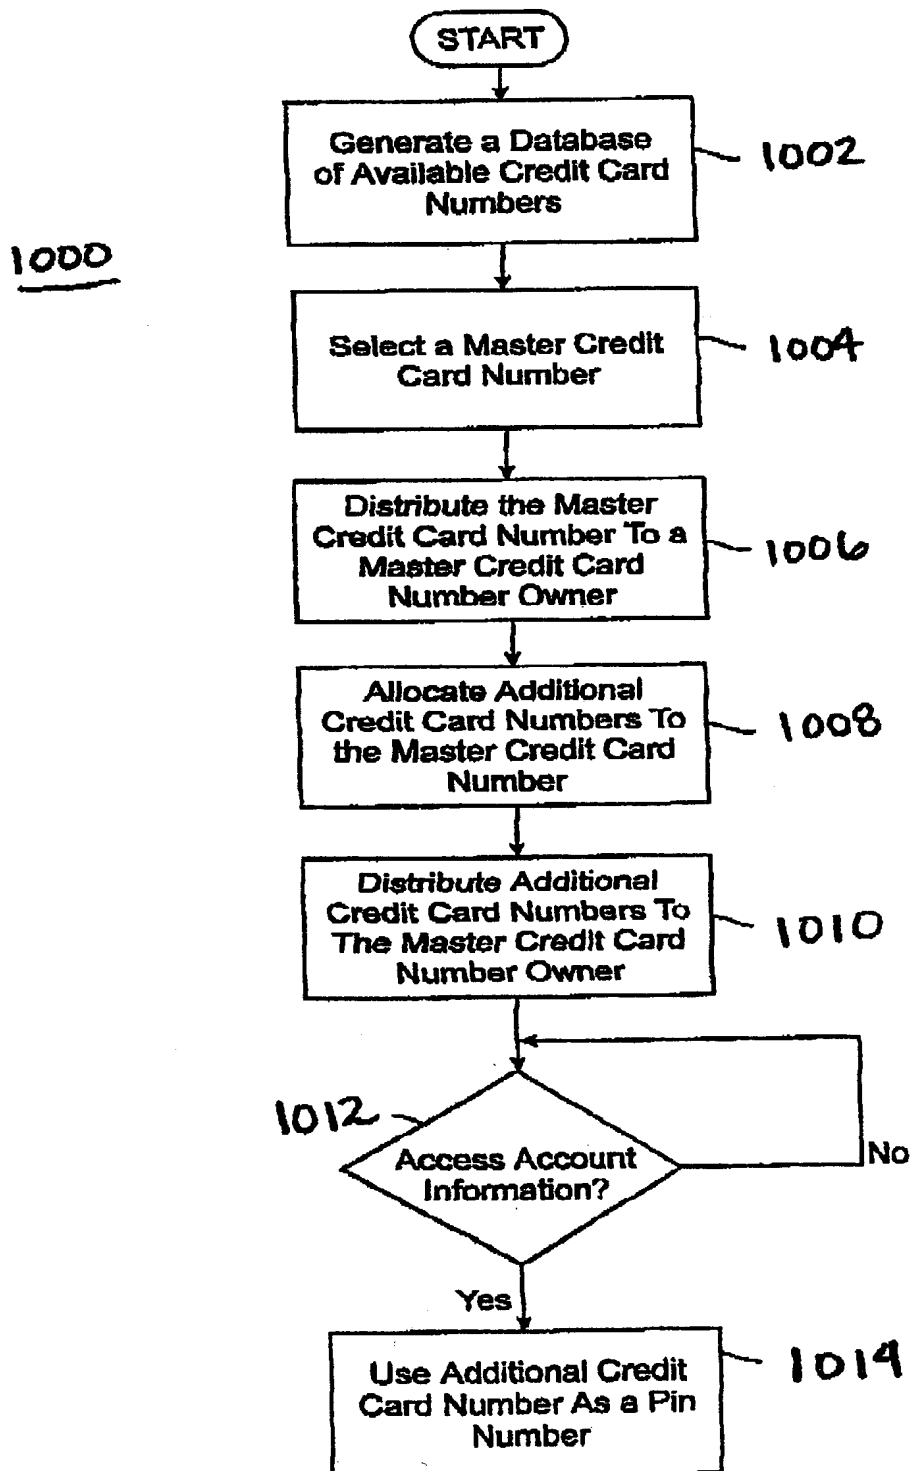 START
Generate a Database
of Available Credit Card
Numbers
1002
1000
Select a Master Credit
Card Number
1004
Distribute the Master
Credit Card Number To a
Master Credit Card
Number Owner
1006
Allocate Additional
Credit Card Numbers To
the Master Credit Card
Number
1008
Distribute Additional
Credit Card Numbers To
The Master Credit Card
Number Owner
1010
1012
Access Account
Information?
No
Yes
Use Additional Credit
Card Number As a Pin
Number
1014